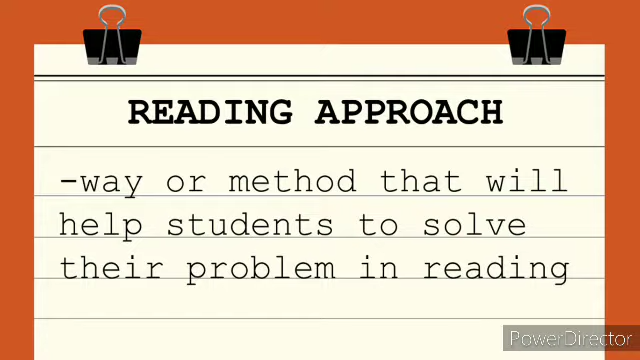 READING APPROACH
-way or method that will
help students to solve
their problem in reading
PowerDirector